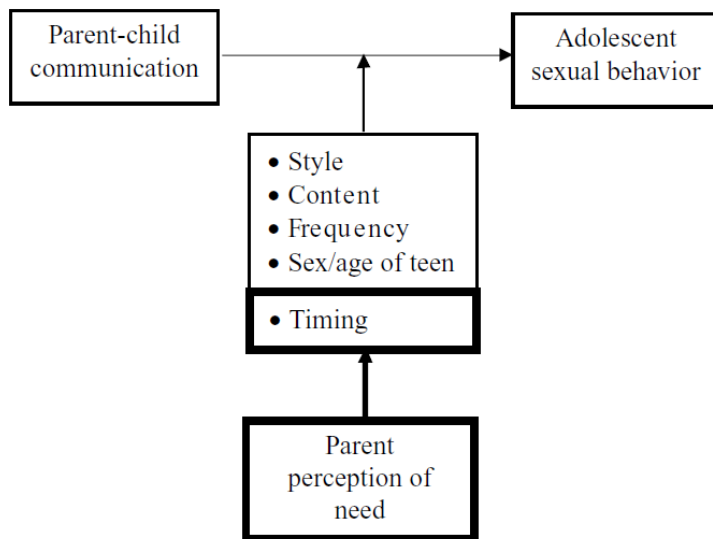 Parent-child
communication
Adolescent
sexual behavior
• Style
• Content
• Frequency
• Sex/age of teen
• Timing
Parent
perception of
need